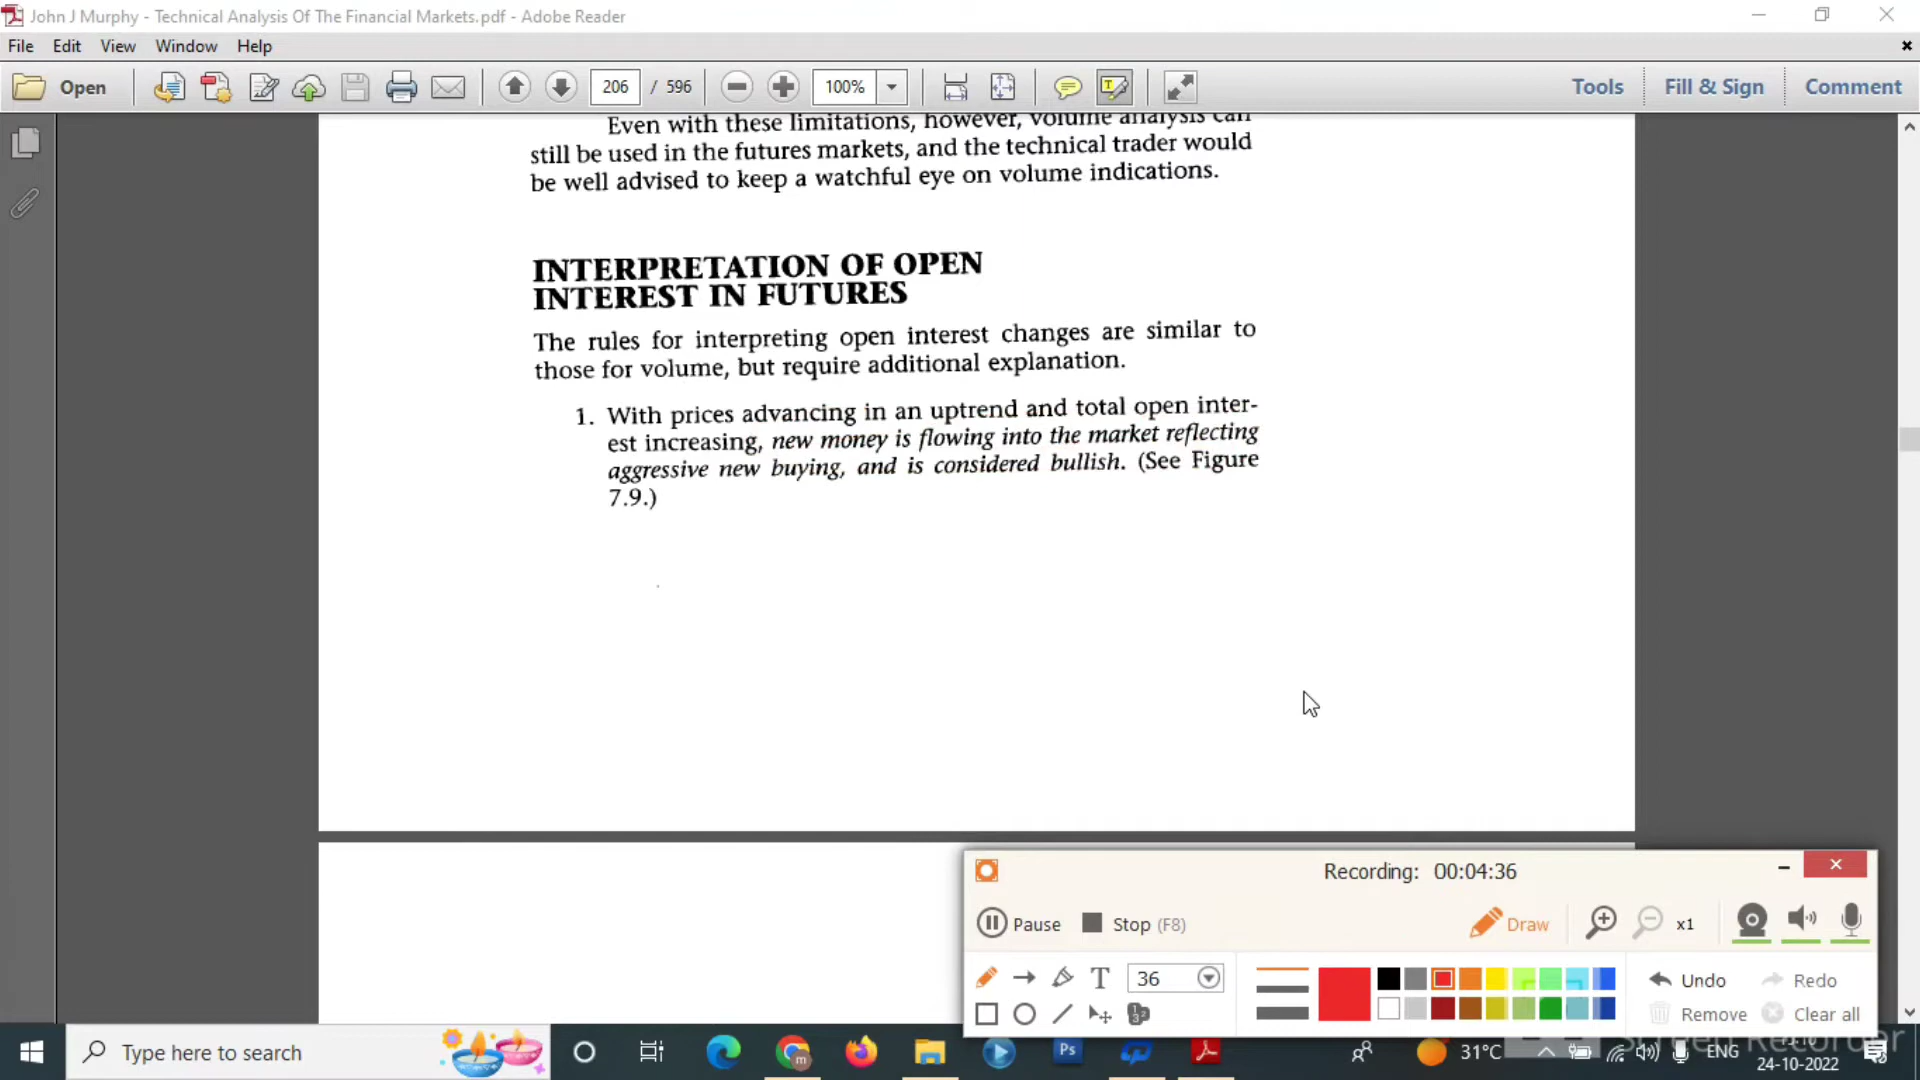 John J Murphy - Technical Analysis Of The Financial Markets.pdf - Adobe Reader
File Edit View Window Help
Open 206 / 596 100% Tools Fill & Sign Comment
Even with these limitations, however, volume analysis can
still be used in the futures markets, and the technical trader would
be well advised to keep a watchful eye on volume indications.
INTERPRETATION OF OPEN
INTEREST IN FUTURES
The rules for interpreting open interest changes are similar to
those for volume, but require additional explanation.
1. With prices advancing in an uptrend and total open inter-
est increasing, new money is flowing into the market reflecting
aggressive new buying, and is considered bullish. (See Figure
7.9.)
Recording: 00:04:36
Pause Stop (F8) Draw x1
T 36 Undo Redo
Remove Clear all
Type here to search
Ps
31°C ENG
24-10-2022